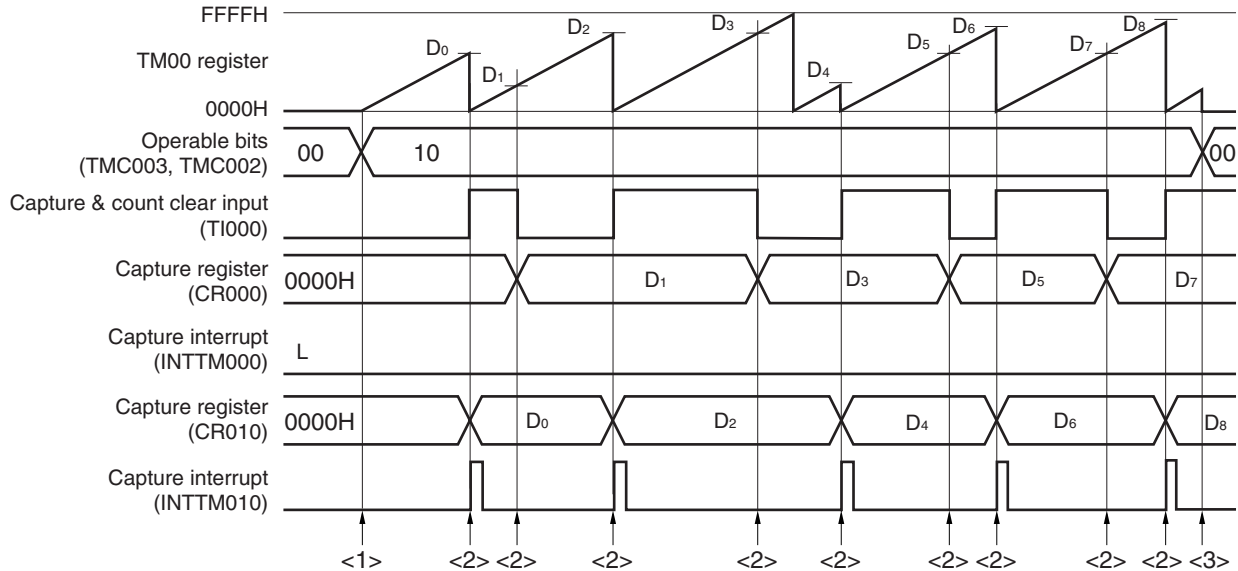 FFFFH
TM00 register
0000H
D0 D1 D2 D3 D4 D5 D6 D7 D8
Operable bits
(TMC003, TMC002)
00 10 00
Capture & count clear input
(TI000)
Capture register
(CR000)
0000H D1 D3 D5 D7
Capture interrupt
(INTTM000)
L
Capture register
(CR010)
0000H D0 D2 D4 D6 D8
Capture interrupt
(INTTM010)
<1> <2> <2> <2> <2> <2> <2> <2> <2> <2> <3>